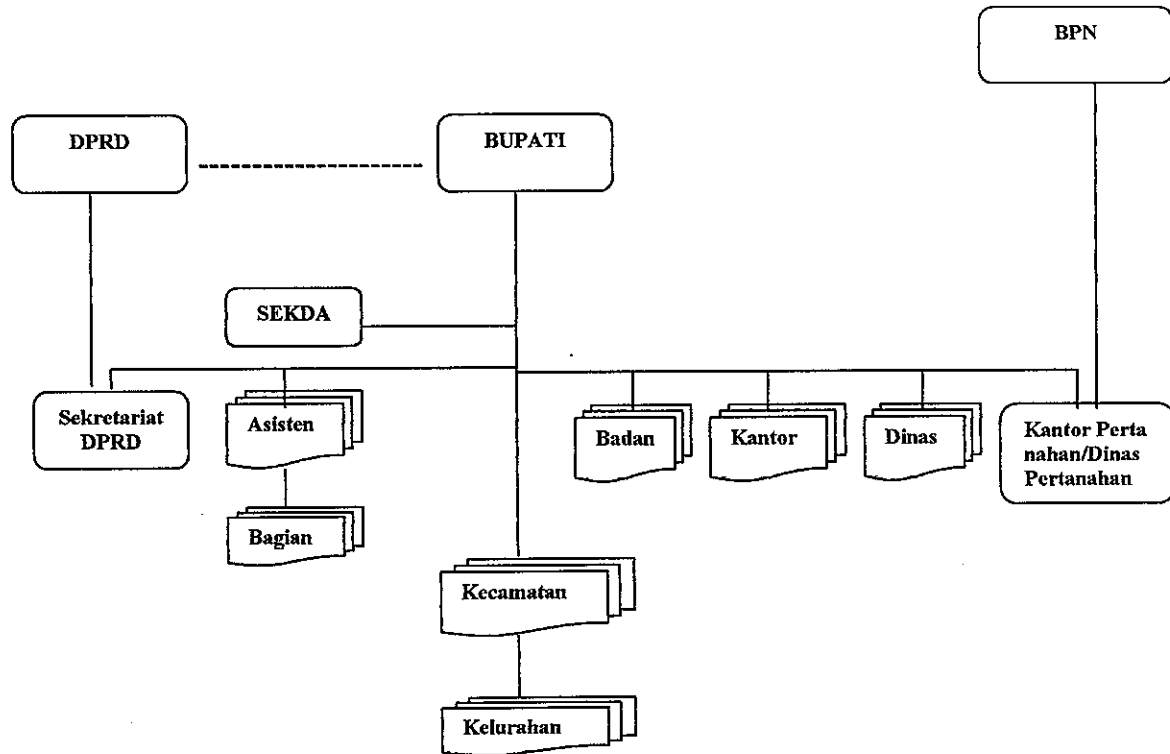 BPN
DPRD
BUPATI
SEKDA
Sekretariat
DPRD
Asisten
Badan
Kantor
Dinas
Kantor Perta
nahan/Dinas
Pertanahan
Bagian
Kecamatan
Kelurahan